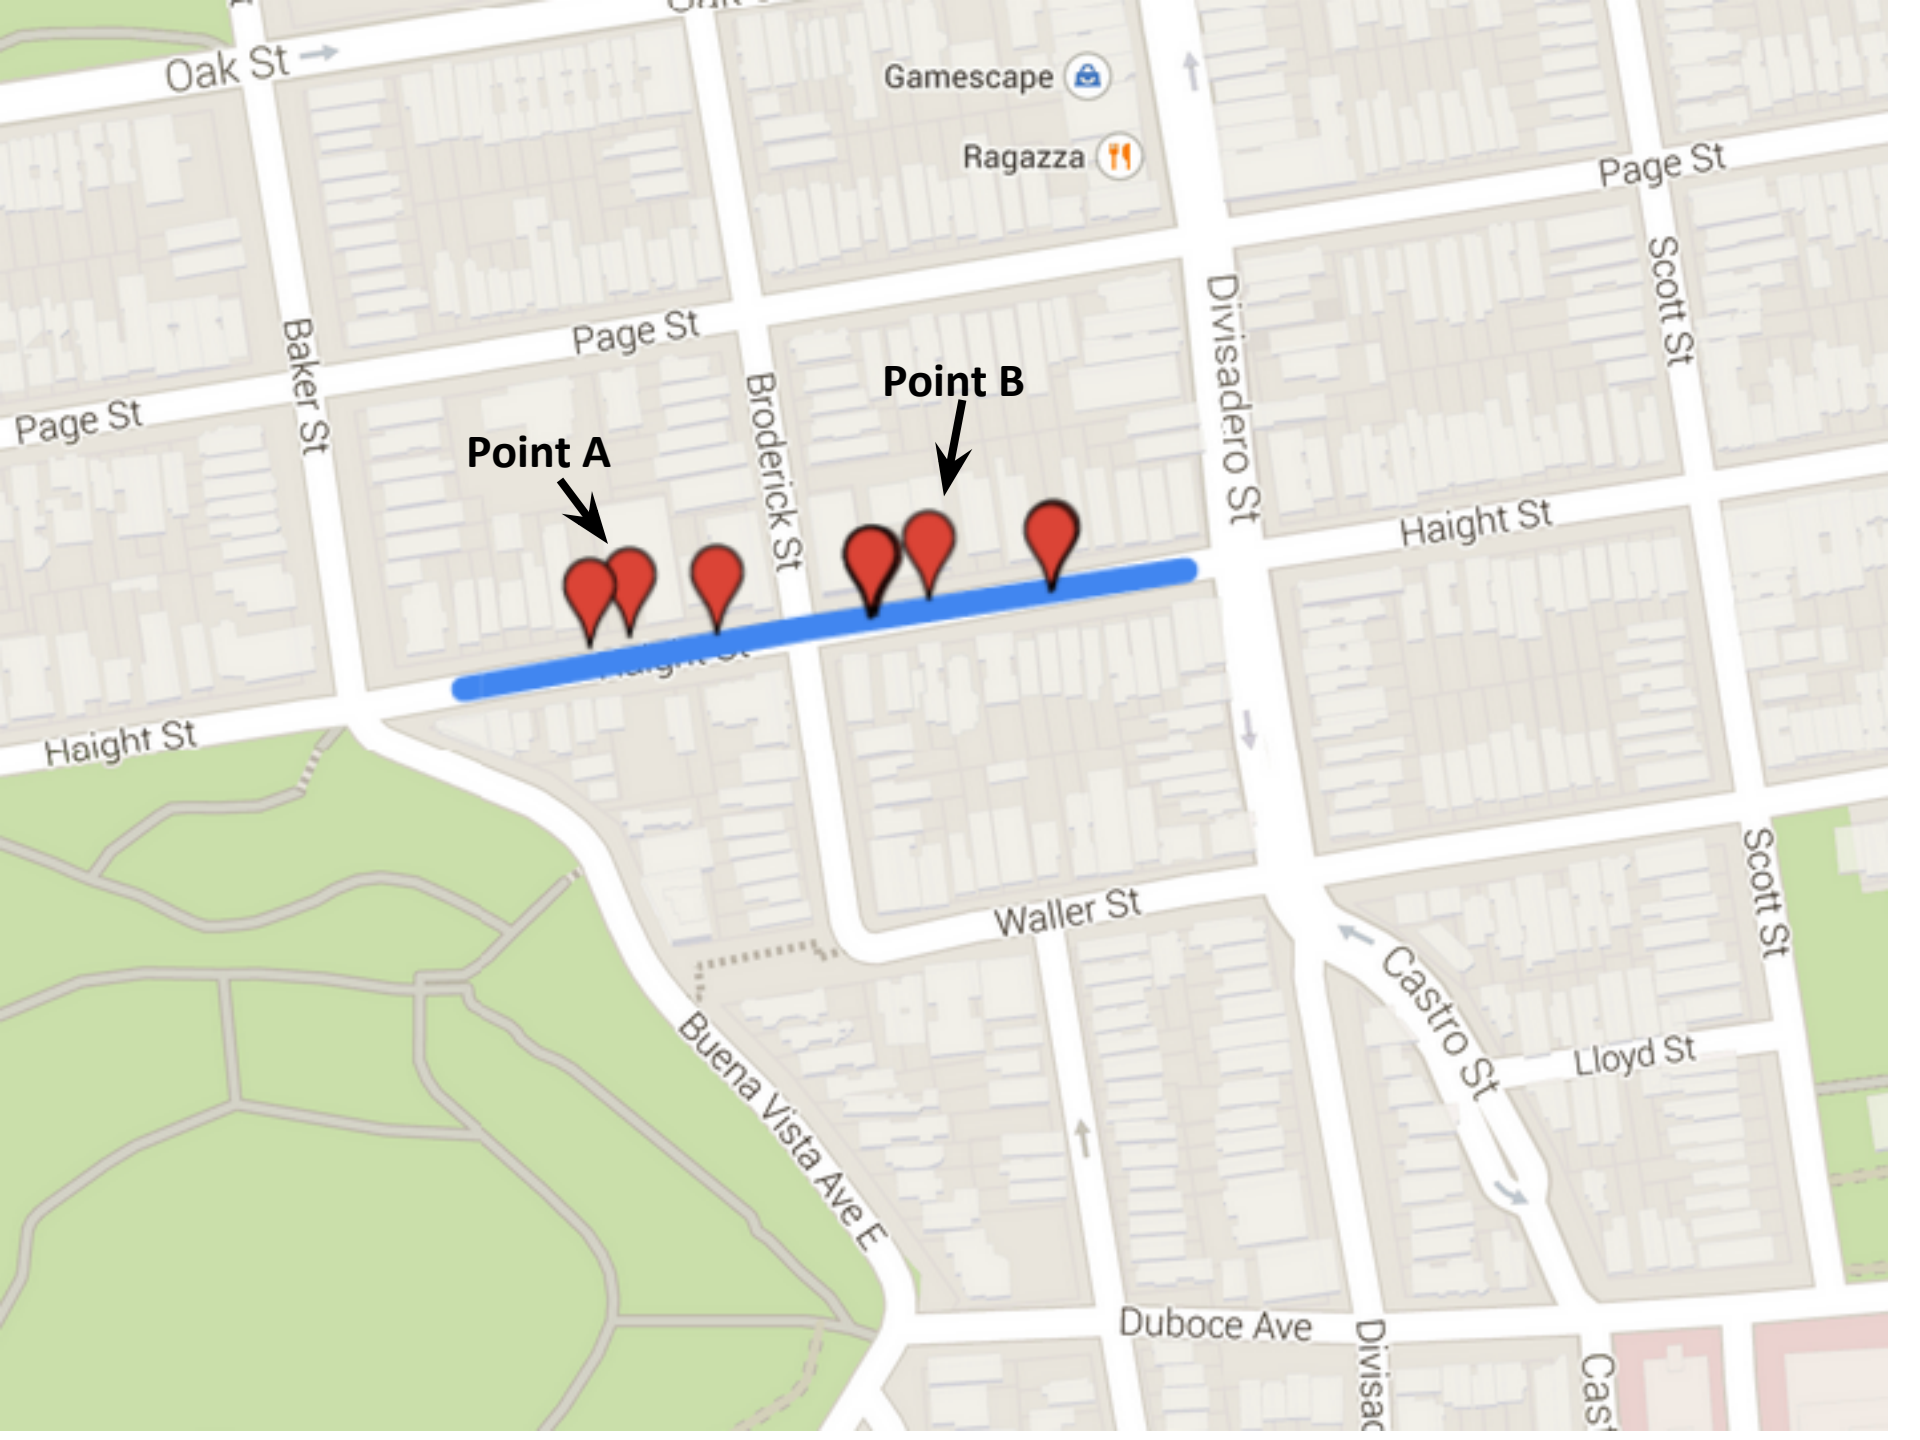 Oak St
Gamescape
Ragazza
Page St
Scott St
Divisadero St
Page St
Baker St
Page St
Broderick St
Point B
Point A
Haight St
Haight St
Haight St
Scott St
Waller St
Castro St
Lloyd St
Buena Vista Ave E
Duboce Ave
Divisad
Cast